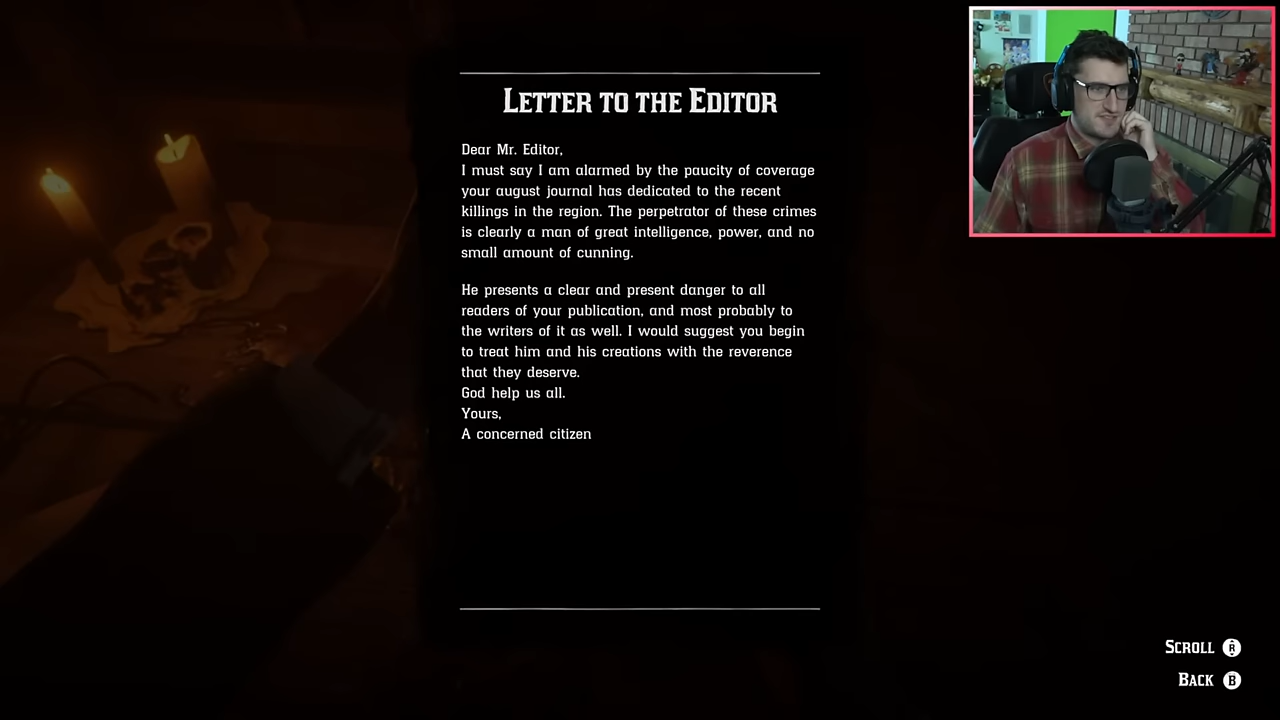 LETTER TO THE EDITOR
Dear Mr. Editor,
I must say I am alarmed by the paucity of coverage
your august journal has dedicated to the recent
killings in the region. The perpetrator of these crimes
is clearly a man of great intelligence, power, and no
small amount of cunning.
He presents a clear and present danger to all
readers of your publication, and most probably to
the writers of it as well. I would suggest you begin
to treat him and his creations with the reverence
that they deserve.
God help us all.
Yours,
A concerned citizen
SCROLL R
BACK B